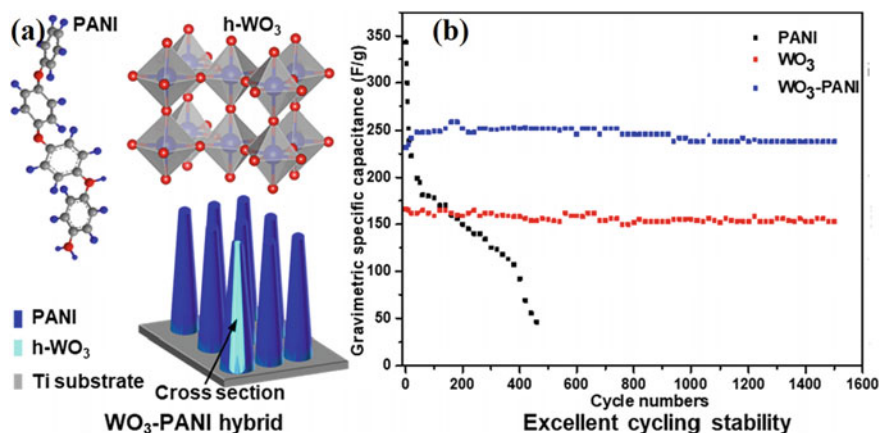 (a)
PANI
h-WO₃
PANI
h-WO₃
Ti substrate
Cross section
WO₃-PANI hybrid
(b)
Gravimetric specific capacitance (F/g)
350
300
250
200
150
100
50
0
PANI
WO₃
WO₃-PANI
0 200 400 600 800 1000 1200 1400 1600
Cycle numbers
Excellent cycling stability